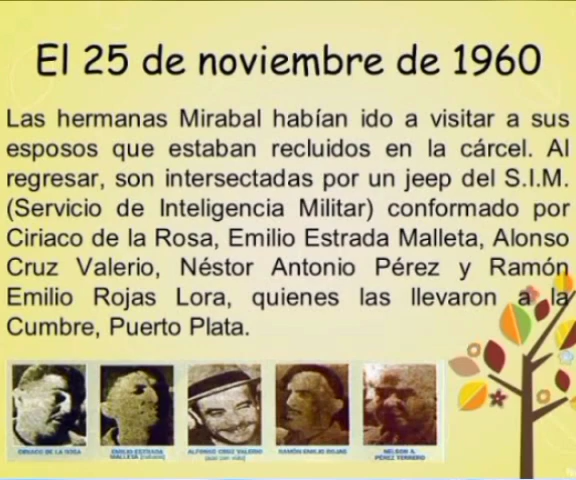 El 25 de noviembre de 1960
Las hermanas Mirabal habían ido a visitar a sus
esposos que estaban recluidos en la cárcel. Al
regresar, son intersectadas por un jeep del S.I.M.
(Servicio de Inteligencia Militar) conformado por
Ciriaco de la Rosa, Emilio Estrada Malleta, Alonso
Cruz Valerio, Néstor Antonio Pérez y Ramón
Emilio Rojas Lora, quienes las llevaron a la
Cumbre, Puerto Plata.
CIRIACO DE LA ROSA
EMILIO ESTRADA
MALLETA
ALFONSO CRUZ VALERIO
RAMÓN EMILIO ROJAS
NELSON A.
PÉREZ TERRERO